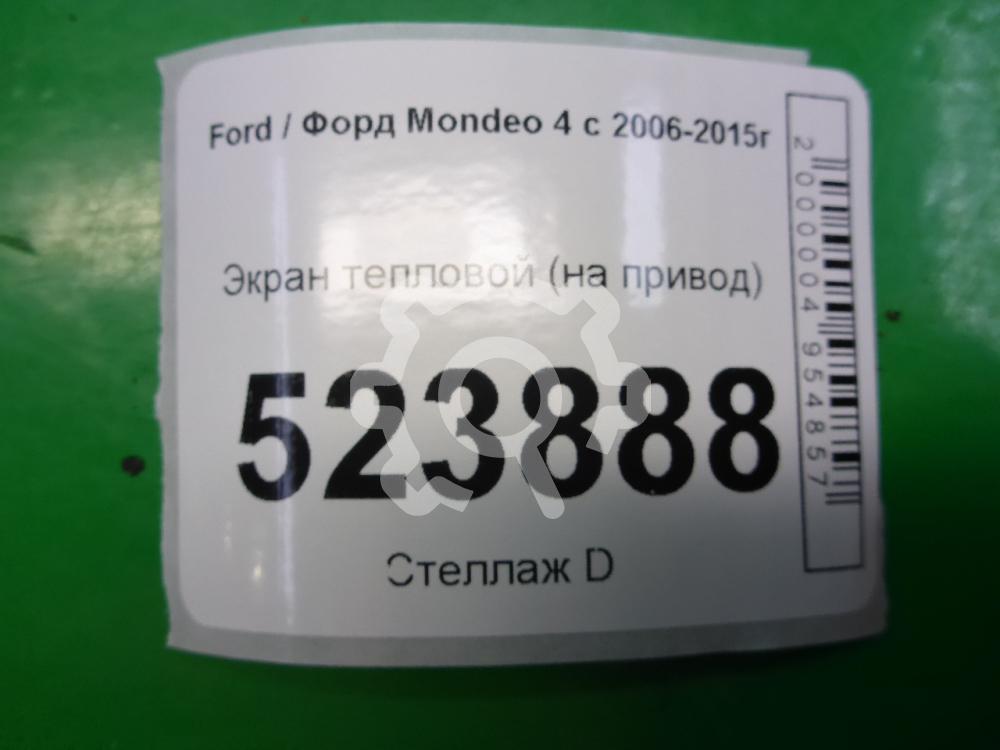 Ford / Форд Mondeo 4 с 2006-2015г
Экран тепловой (на привод)
523888
Стеллаж D
2000004954857